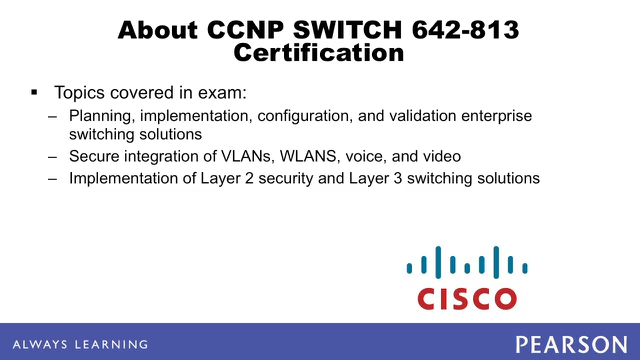 About CCNP SWITCH 642-813
Certification
▪ Topics covered in exam:
– Planning, implementation, configuration, and validation enterprise
switching solutions
– Secure integration of VLANs, WLANS, voice, and video
– Implementation of Layer 2 security and Layer 3 switching solutions
CISCO
ALWAYS LEARNING
PEARSON